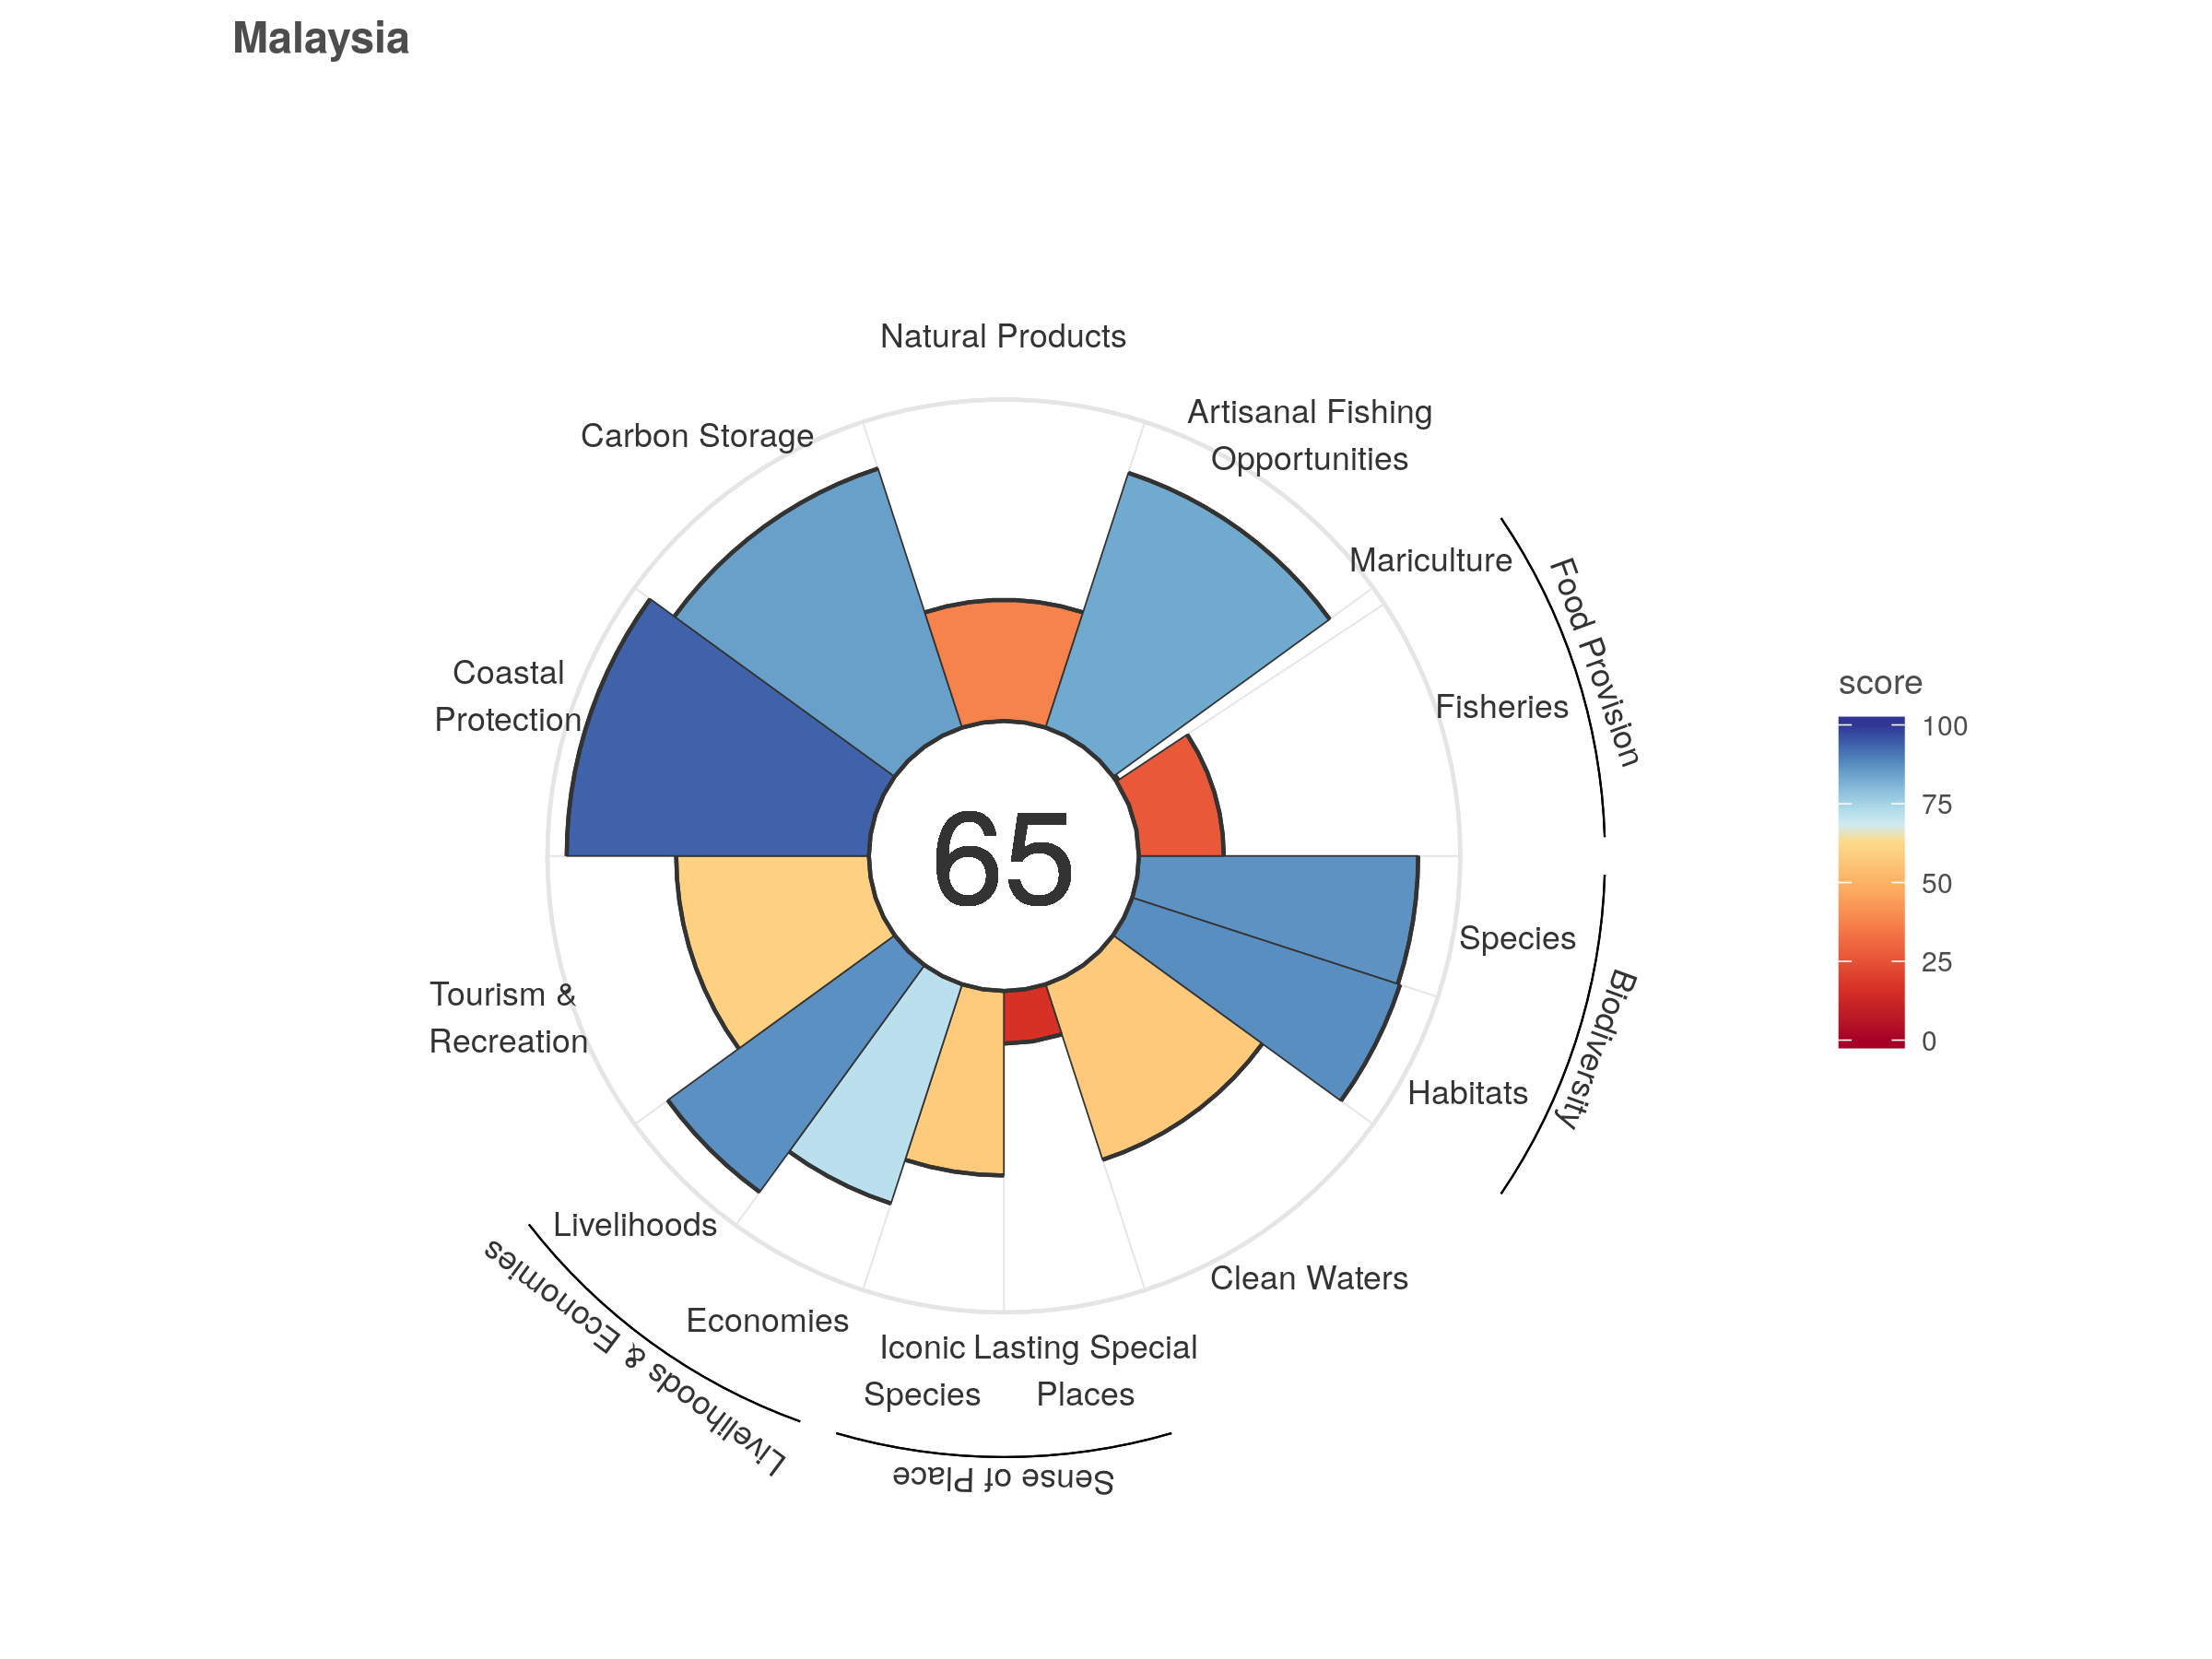 Malaysia
Natural Products
Artisanal Fishing
Opportunities
Carbon Storage
Mariculture
Food Provision
Fisheries
Coastal
Protection
score
100
75
50
25
0
65
Species
Biodiversity
Habitats
Tourism &
Recreation
Livelihoods
Livelihoods & Economies
Clean Waters
Economies
Iconic
Species
Lasting Special
Places
Sense of Place